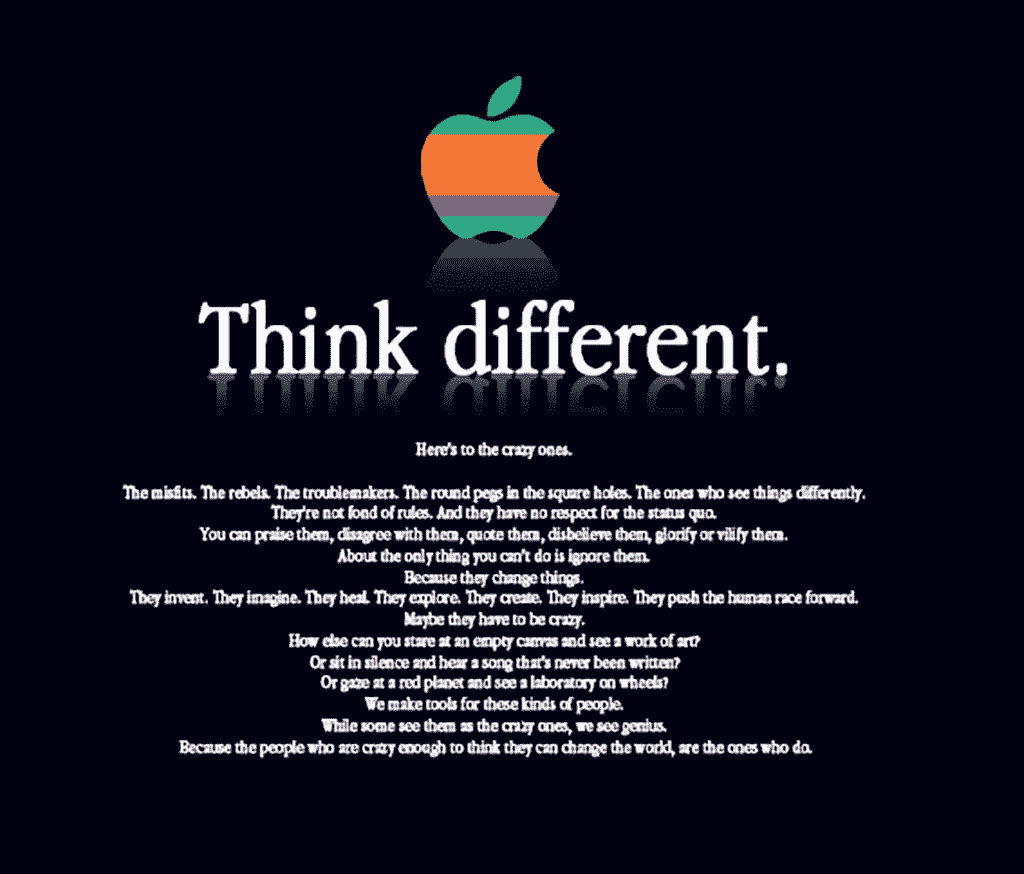 Think different.
Here's to the crazy ones.
The misfits. The rebels. The troublemakers. The round pegs in the square holes. The ones who see things differently.
They're not fond of rules. And they have no respect for the status quo.
You can praise them, disagree with them, quote them, disbelieve them, glorify or vilify them.
About the only thing you can't do is ignore them.
Because they change things.
They invent. They imagine. They heal. They explore. They create. They inspire. They push the human race forward.
Maybe they have to be crazy.
How else can you stare at an empty canvas and see a work of art?
Or sit in silence and hear a song that's never been written?
Or gaze at a red planet and see a laboratory on wheels?
We make tools for these kinds of people.
While some see them as the crazy ones, we see genius.
Because the people who are crazy enough to think they can change the world, are the ones who do.